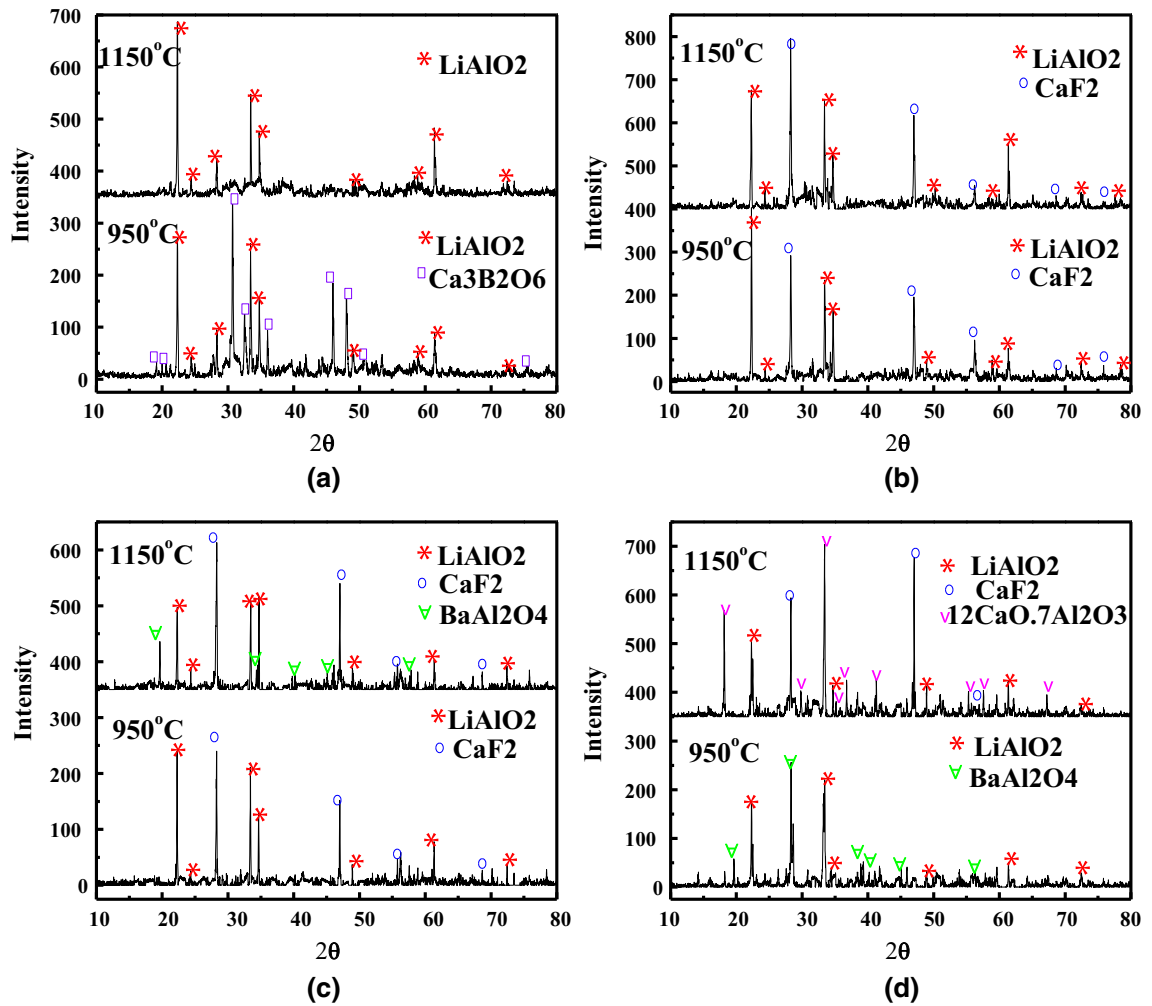 700
600
500
400
300
200
100
0
Intensity
1150°C
LiAlO2
950°C
LiAlO2
Ca3B2O6
10 20 30 40 50 60 70 80
2θ
(a)
800
700
600
500
400
300
200
100
0
Intensity
1150°C
LiAlO2
CaF2
950°C
LiAlO2
CaF2
10 20 30 40 50 60 70 80
2θ
(b)
600
500
400
300
200
100
0
Intensity
1150°C
LiAlO2
CaF2
BaAl2O4
950°C
LiAlO2
CaF2
10 20 30 40 50 60 70 80
2θ
(c)
700
600
500
400
300
200
100
0
Intensity
1150°C
LiAlO2
CaF2
12CaO.7Al2O3
950°C
LiAlO2
BaAl2O4
10 20 30 40 50 60 70 80
2θ
(d)